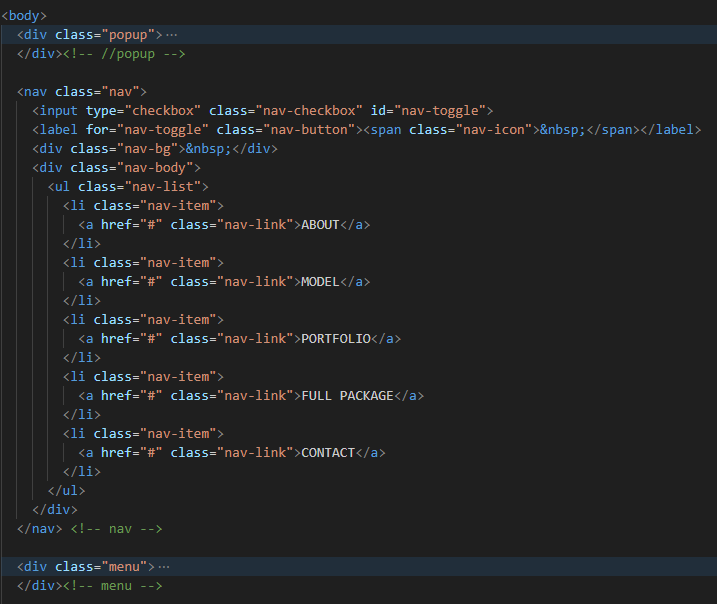 <body>
<div class="popup">⋯
</div><!-- //popup -->
<nav class="nav">
<input type="checkbox" class="nav-checkbox" id="nav-toggle">
<label for="nav-toggle" class="nav-button"><span class="nav-icon">&nbsp;</span></label>
<div class="nav-bg">&nbsp;</div>
<div class="nav-body">
<ul class="nav-list">
<li class="nav-item">
<a href="#" class="nav-link">ABOUT</a>
</li>
<li class="nav-item">
<a href="#" class="nav-link">MODEL</a>
</li>
<li class="nav-item">
<a href="#" class="nav-link">PORTFOLIO</a>
</li>
<li class="nav-item">
<a href="#" class="nav-link">FULL PACKAGE</a>
</li>
<li class="nav-item">
<a href="#" class="nav-link">CONTACT</a>
</li>
</ul>
</div>
</nav> <!-- nav -->
<div class="menu">⋯
</div><!-- menu -->